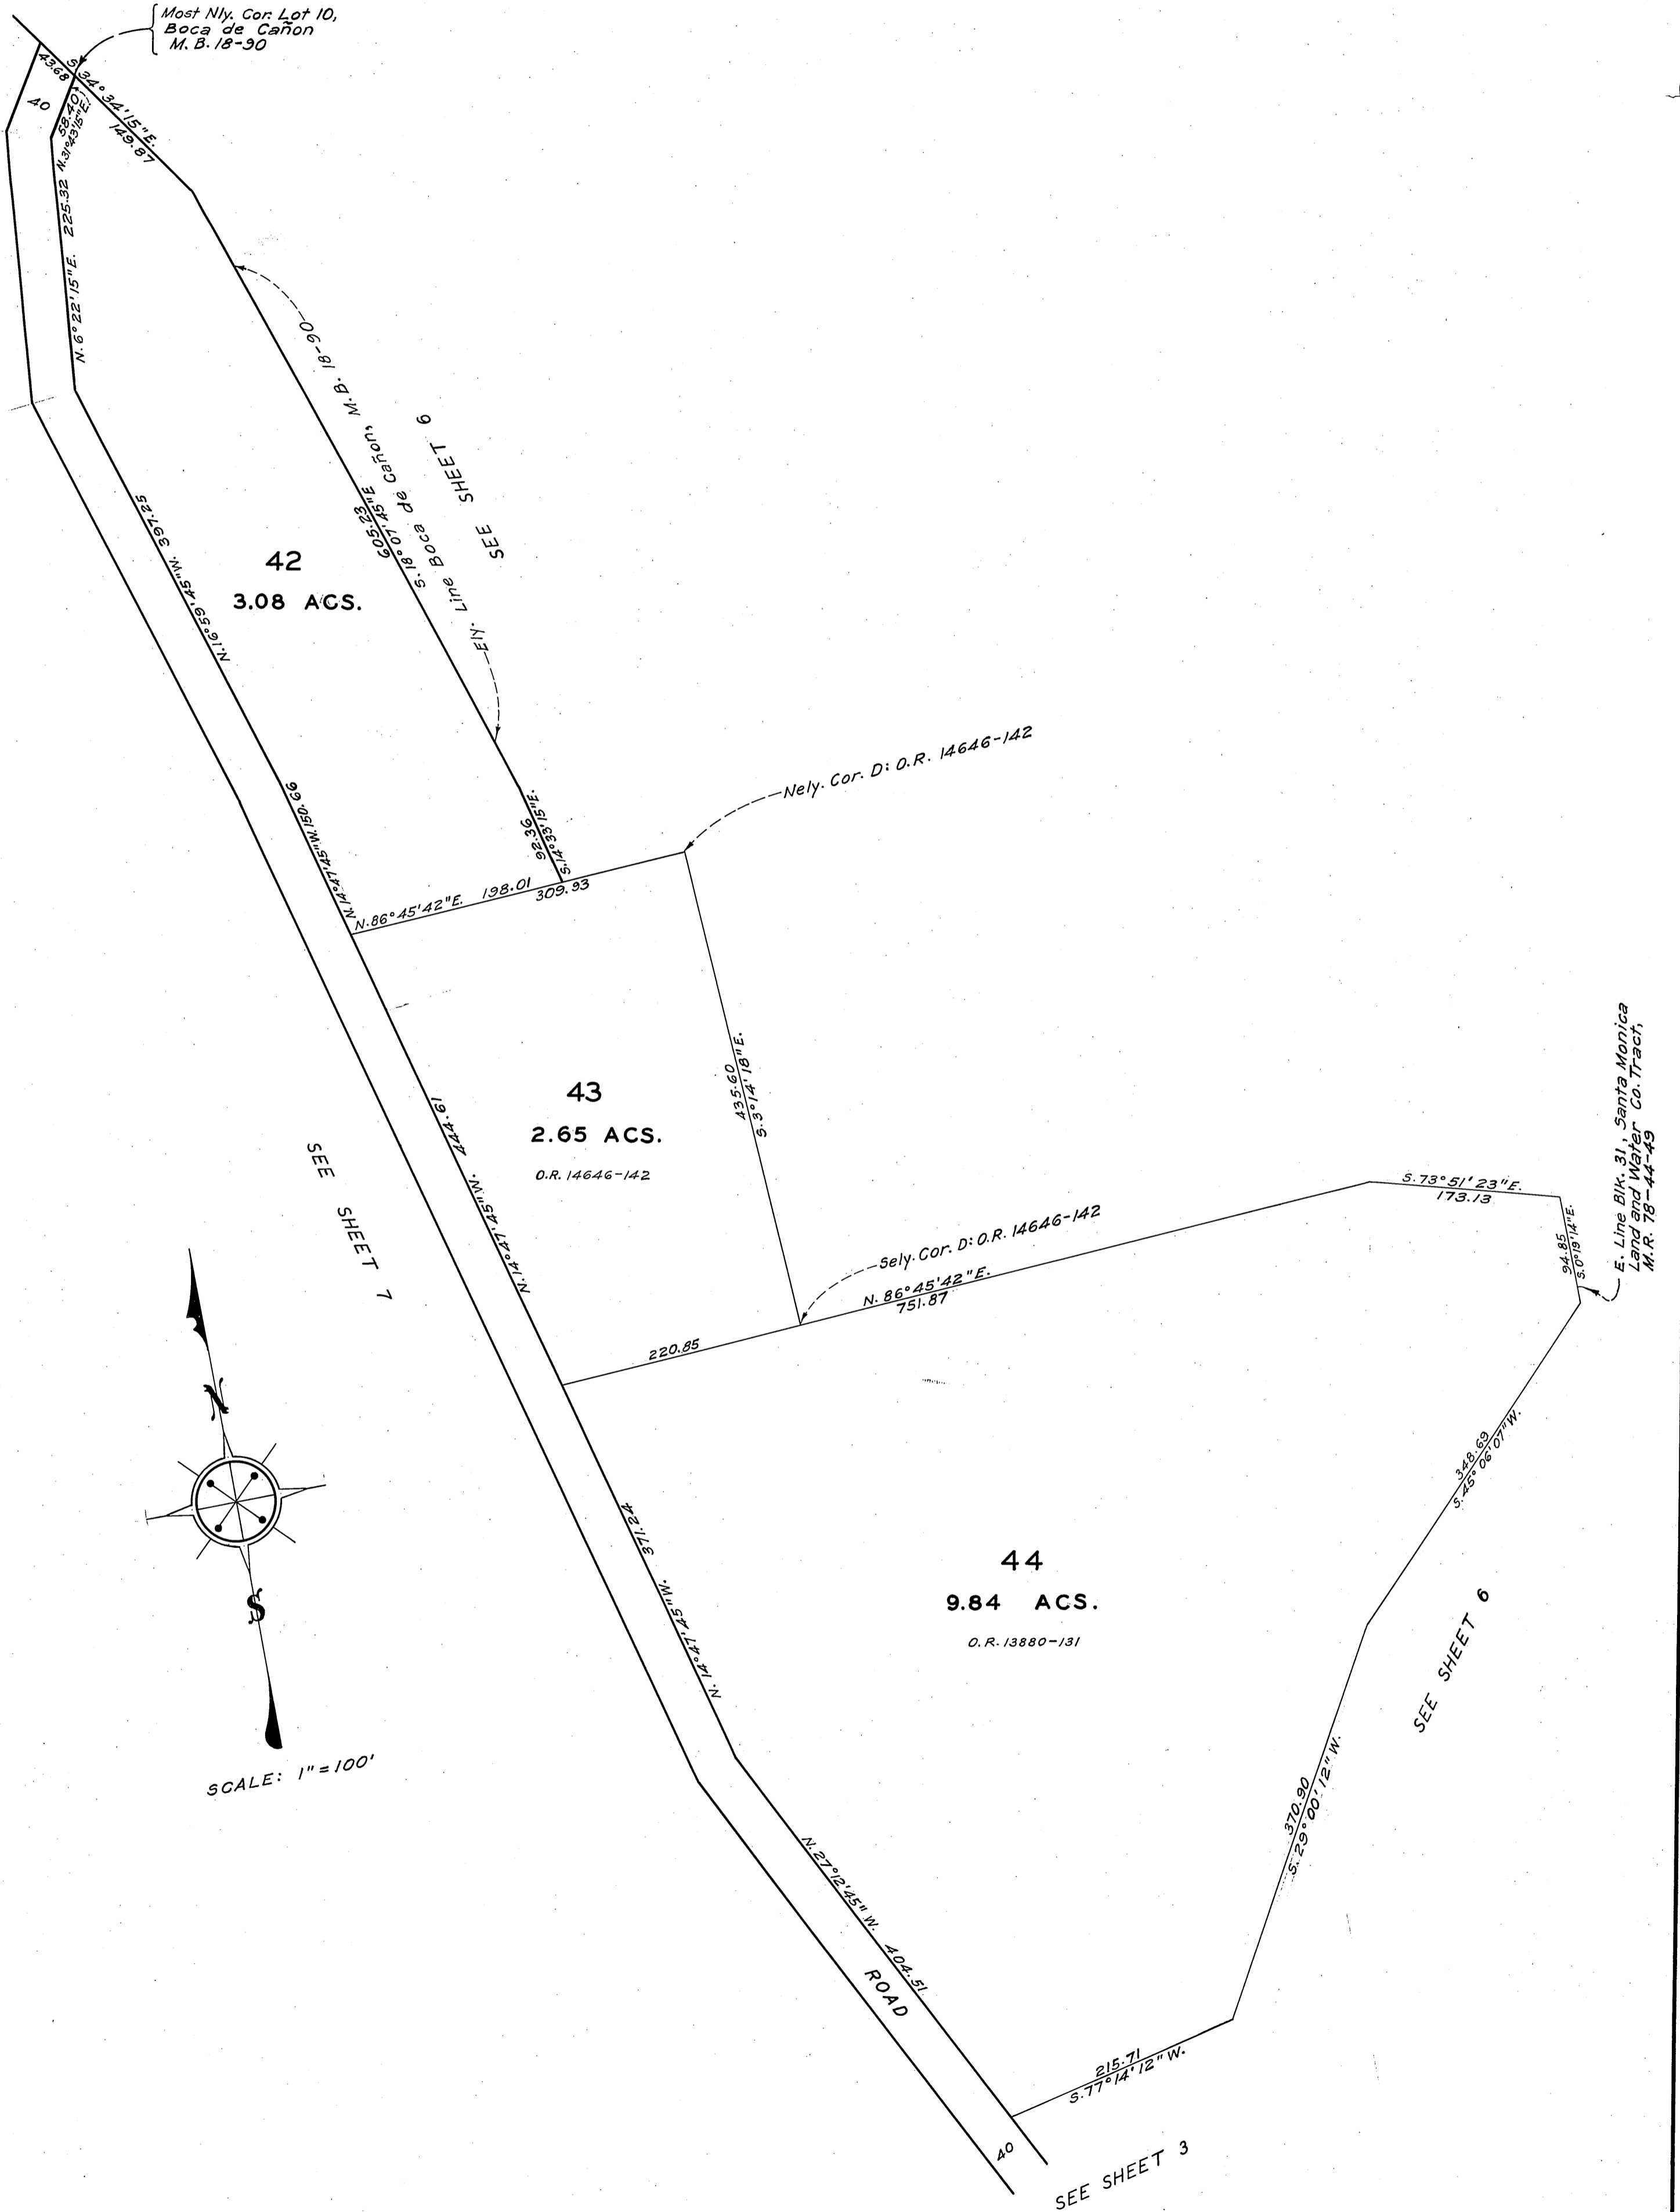 Most Nly. Cor. Lot 10,
Boca de Cañon
M. B. 18-90
43.68
S. 34° 34' 15" E.
149.87
40
58.40
N. 31° 43' 15" E.
N. 6° 22' 15" E. 225.32
Ely. Line Boca de Cañon, M. B. 18-90
SEE SHEET 6
605.23
S. 18° 07' 45" E
N. 16° 59' 45" W. 397.25
42
3.08 ACS.
Nely. Cor. D: O.R. 14646-142
N. 14° 47' 45" W. 150.66
92.36
S. 14° 33' 15" E.
N. 86° 45' 42" E. 198.01
309.93
435.60
S. 3° 14' 18" E.
43
2.65 ACS.
O.R. 14646-142
N. 14° 47' 45" W. 444.61
SEE SHEET 7
E. Line Blk. 31, Santa Monica
Land and Water Co. Tract,
M.R. 78-44-49
S. 73° 51' 23" E.
173.13
94.85
S. 0° 19' 14" E.
Sely. Cor. D: O.R. 14646-142
N. 86° 45' 42" E.
751.87
220.85
N
S
SCALE: 1" = 100'
348.69
S. 45° 06' 07" W.
N. 14° 47' 45" W. 371.24
44
9.84 ACS.
O.R. 13880-131
SEE SHEET 6
370.90
S. 29° 00' 12" W.
N. 27° 12' 45" W. 404.51
ROAD
215.71
S. 77° 14' 12" W.
40
SEE SHEET 3